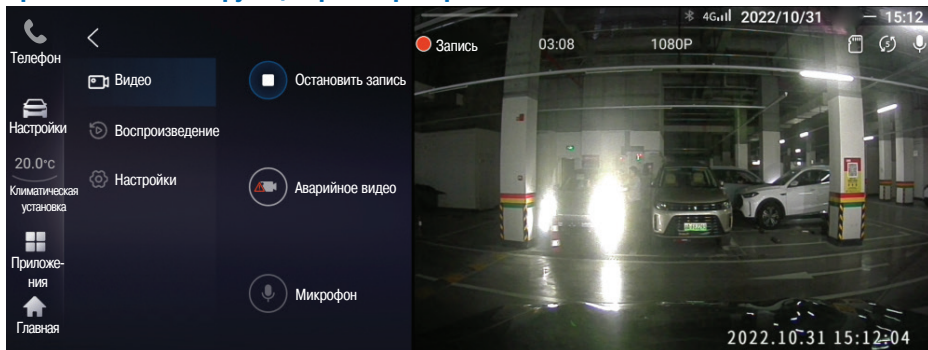 4G 2022/10/31 15:12
Телефон
Настройки
20.0°c
Климатическая
установка
Приложе-
ния
Главная
Видео
Воспроизведение
Настройки
Остановить запись
Аварийное видео
Микрофон
Запись 03:08 1080P
2022.10.31 15:12:04